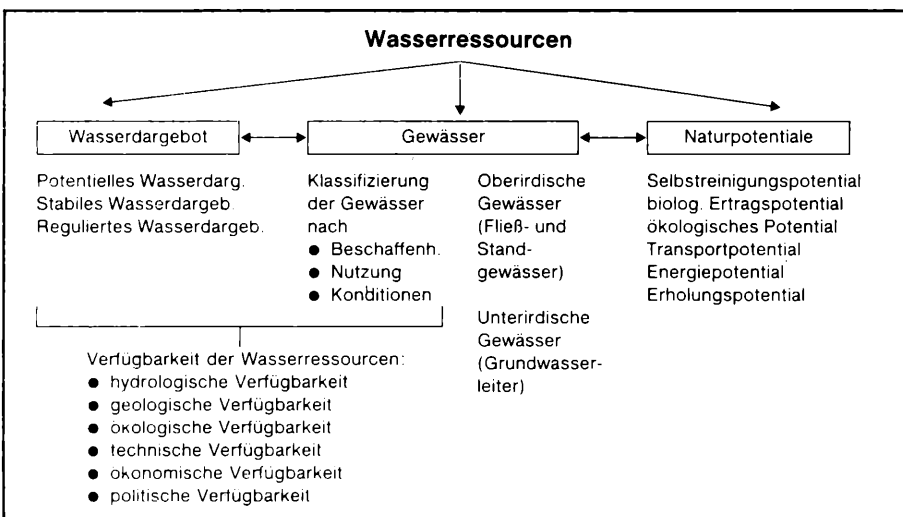 Wasserressourcen
Wasserdargebot
Gewässer
Naturpotentiale
Potentielles Wasserdarg.
Stabiles Wasserdargeb.
Reguliertes Wasserdargeb.
Klassifizierung
der Gewässer
nach
● Beschaffenh.
● Nutzung
● Konditionen
Oberirdische
Gewässer
(Fließ- und
Stand-
gewässer)
Unterirdische
Gewässer
(Grundwasser-
leiter)
Selbstreinigungspotential
biolog. Ertragspotential
ökologisches Potential
Transportpotential
Energiepotential
Erholungspotential
Verfügbarkeit der Wasserressourcen:
● hydrologische Verfügbarkeit
● geologische Verfügbarkeit
● ökologische Verfügbarkeit
● technische Verfügbarkeit
● ökonomische Verfügbarkeit
● politische Verfügbarkeit